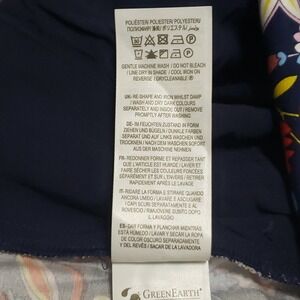 POLIÉSTER/ POLYESTER/ POLYESTER/
GENTLE MACHINE WASH / DO NOT BLEACH
/ LINE DRY IN SHADE / COOL IRON ON
REVERSE / DRYCLEANABLE
UK- RE-SHAPE AND IRON WHILST DAMP
/ WASH AND DRY DARK COLOURS
SEPARATELY AND INSIDE OUT / REMOVE
PROMPTLY AFTER WASHING
DE- IM FEUCHTEN ZUSTAND IN FORM
ZIEHEN UND BÜGELN / DUNKLE FARBEN
SEPARAT UND AUF LINKS WASCHEN UND
TROCKNEN / NACH DEM WASCHEN SOFORT
AUS DER MASCHINE NEHMEN
FR- REDONNER FORME ET REPASSER TANT
QUE L'ARTICLE EST HUMIDE / LAVER ET
FAIRE SÉCHER LES COULEURS FONCÉES
SÉPARÉMENT ET SUR L'ENVERS / RETIRER
RAPIDEMENT APRÈS LE LAVAGE
IT- RIDARE LA FORMA E STIRARE QUANDO
ANCORA UMIDO / LAVARE E ASCIUGARE
I CAPI SCURI SEPARATAMENTE E AL
ROVESCIO / RIMUOVERE SUBITO DOPO IL
LAVAGGIO
ES- DAR FORMA Y PLANCHAR MIENTRAS
ESTÁ HÚMEDO / LAVAR Y SECAR LA ROPA
DE COLOR OSCURO POR SEPARADO Y
DEL REVÉS / SACAR DE LA LAVADORA
GREENEARTH